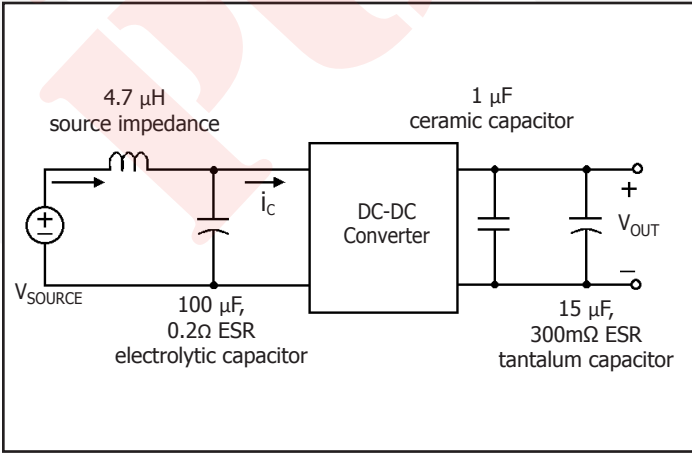 4.7 μH
source impedance
1 μF
ceramic capacitor
i_C
DC-DC
Converter
+
V_OUT
−
+
−
V_SOURCE
100 μF,
0.2Ω ESR
electrolytic capacitor
15 μF,
300mΩ ESR
tantalum capacitor